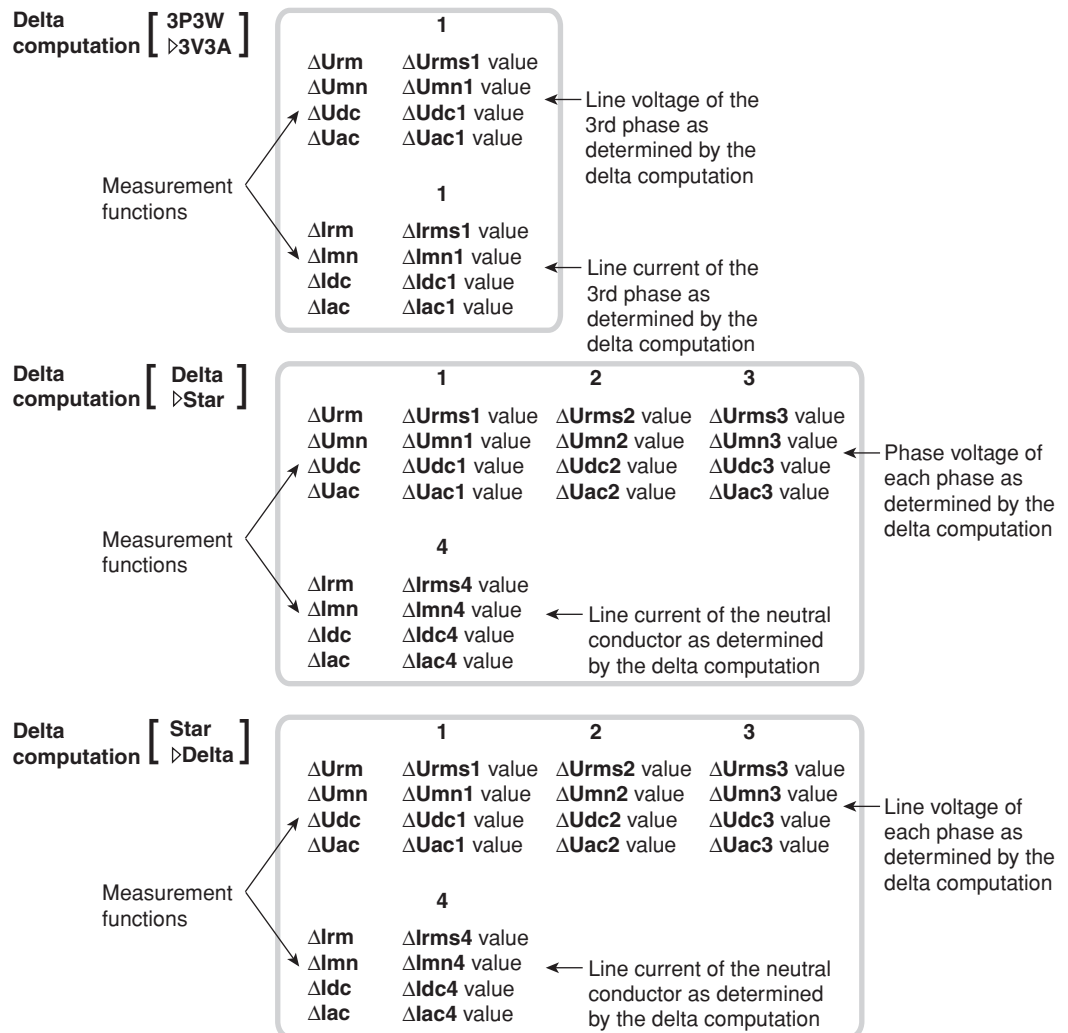 Delta
computation [ 3P3W
▷3V3A ]
1
ΔUrm ΔUrms1 value
ΔUmn ΔUmn1 value
ΔUdc ΔUdc1 value
ΔUac ΔUac1 value
Line voltage of the
3rd phase as
determined by the
delta computation
Measurement
functions
1
ΔIrm ΔIrms1 value
ΔImn ΔImn1 value
ΔIdc ΔIdc1 value
ΔIac ΔIac1 value
Line current of the
3rd phase as
determined by the
delta computation
Delta
computation [ Delta
▷Star ]
1 2 3
ΔUrm ΔUrms1 value ΔUrms2 value ΔUrms3 value
ΔUmn ΔUmn1 value ΔUmn2 value ΔUmn3 value
ΔUdc ΔUdc1 value ΔUdc2 value ΔUdc3 value
ΔUac ΔUac1 value ΔUac2 value ΔUac3 value
Phase voltage of
each phase as
determined by the
delta computation
Measurement
functions
4
ΔIrm ΔIrms4 value
ΔImn ΔImn4 value
ΔIdc ΔIdc4 value
ΔIac ΔIac4 value
Line current of the neutral
conductor as determined
by the delta computation
Delta
computation [ Star
▷Delta ]
1 2 3
ΔUrm ΔUrms1 value ΔUrms2 value ΔUrms3 value
ΔUmn ΔUmn1 value ΔUmn2 value ΔUmn3 value
ΔUdc ΔUdc1 value ΔUdc2 value ΔUdc3 value
ΔUac ΔUac1 value ΔUac2 value ΔUac3 value
Line voltage of
each phase as
determined by the
delta computation
Measurement
functions
4
ΔIrm ΔIrms4 value
ΔImn ΔImn4 value
ΔIdc ΔIdc4 value
ΔIac ΔIac4 value
Line current of the neutral
conductor as determined
by the delta computation